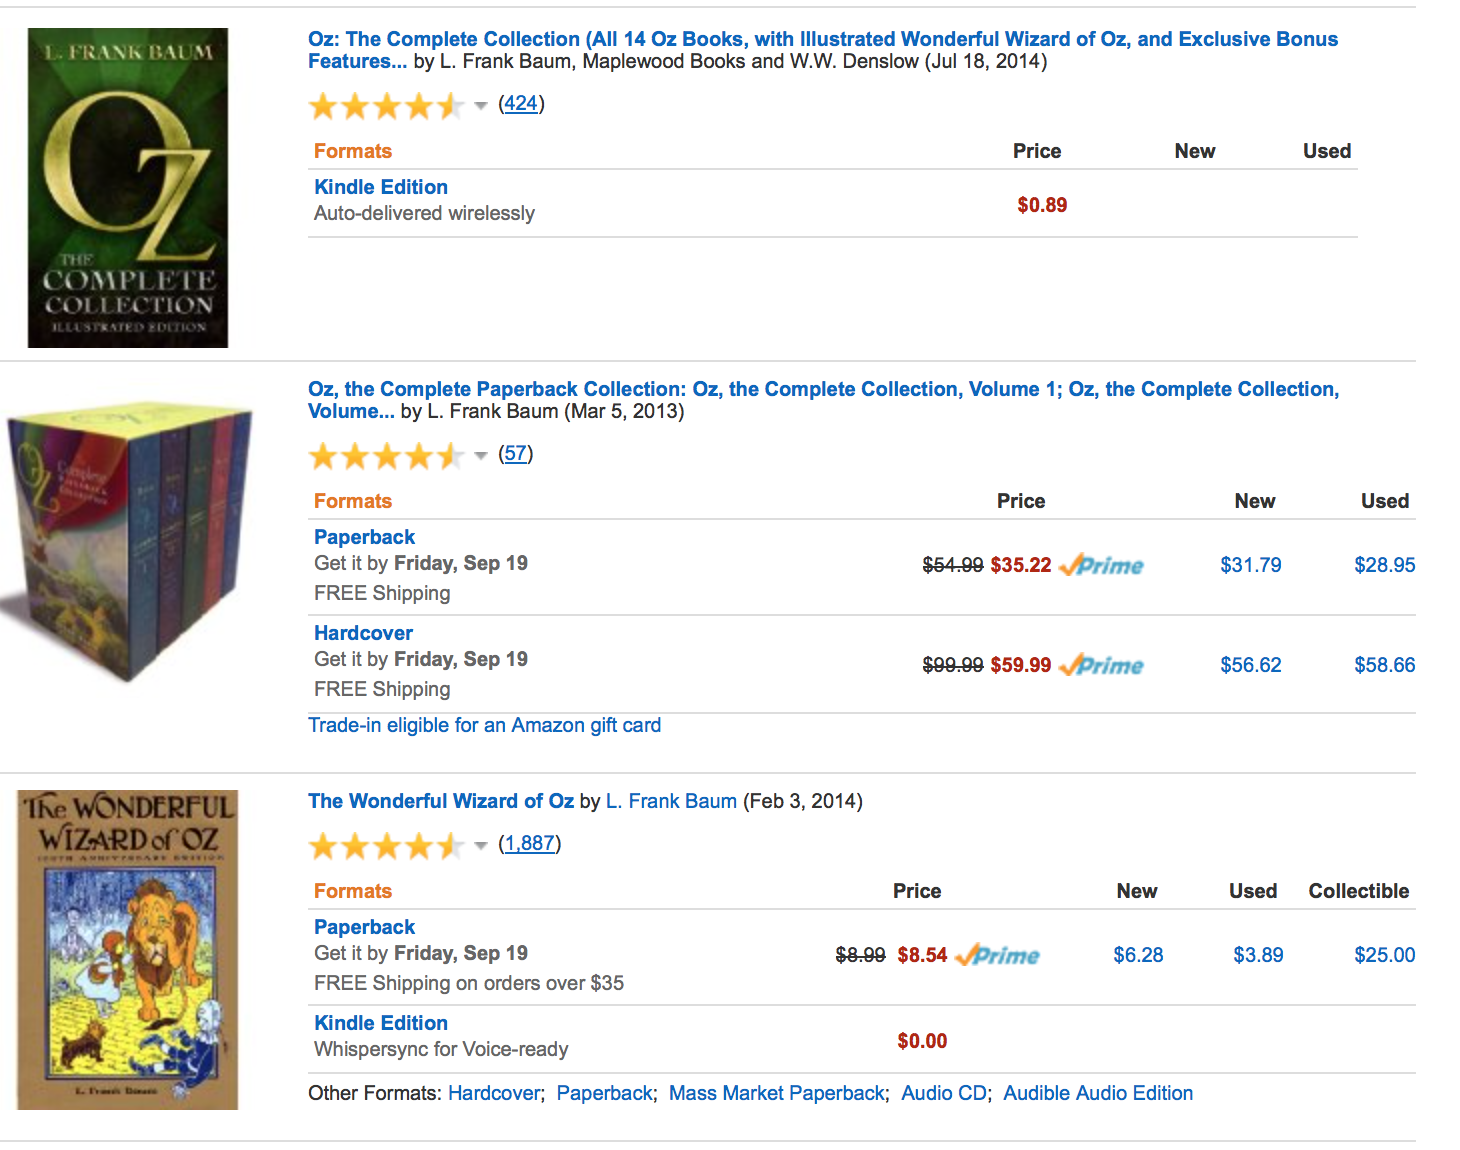 L. FRANK BAUM
OZ
THE
COMPLETE
COLLECTION
ILLUSTRATED EDITION
Oz: The Complete Collection (All 14 Oz Books, with Illustrated Wonderful Wizard of Oz, and Exclusive Bonus
Features... by L. Frank Baum, Maplewood Books and W.W. Denslow (Jul 18, 2014)
(424)
Formats Price New Used
Kindle Edition
Auto-delivered wirelessly
$0.89
OZ
The Complete
Paperback
Collection
Oz, the Complete Paperback Collection: Oz, the Complete Collection, Volume 1; Oz, the Complete Collection,
Volume... by L. Frank Baum (Mar 5, 2013)
(57)
Formats Price New Used
Paperback
Get it by Friday, Sep 19
FREE Shipping
$54.99 $35.22 Prime $31.79 $28.95
Hardcover
Get it by Friday, Sep 19
FREE Shipping
$99.99 $59.99 Prime $56.62 $58.66
Trade-in eligible for an Amazon gift card
The WONDERFUL
WIZARD of OZ
100TH ANNIVERSARY EDITION
L. Frank Baum
The Wonderful Wizard of Oz by L. Frank Baum (Feb 3, 2014)
(1,887)
Formats Price New Used Collectible
Paperback
Get it by Friday, Sep 19
FREE Shipping on orders over $35
$8.99 $8.54 Prime $6.28 $3.89 $25.00
Kindle Edition
Whispersync for Voice-ready
$0.00
Other Formats: Hardcover; Paperback; Mass Market Paperback; Audio CD; Audible Audio Edition